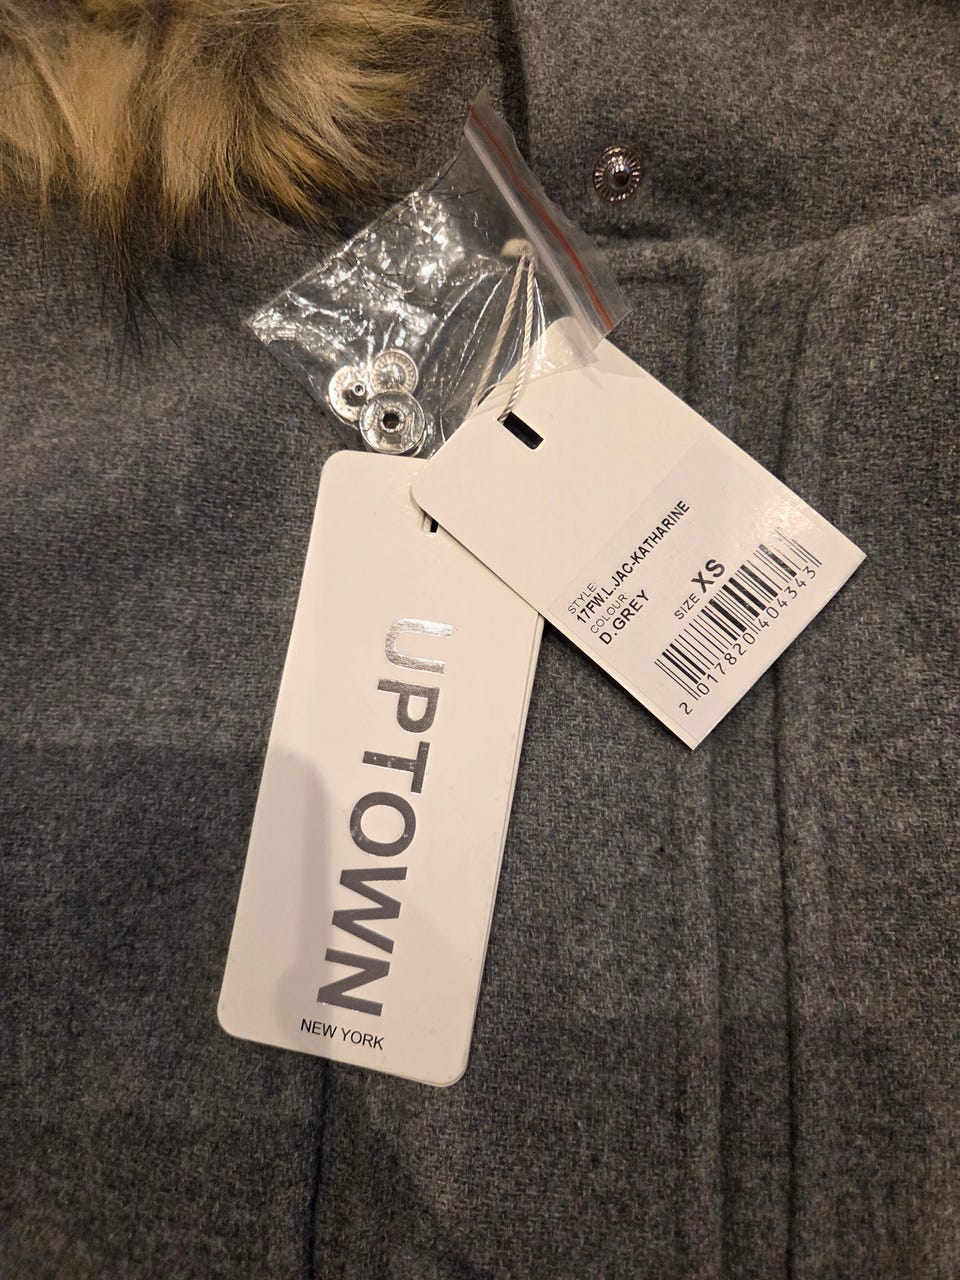 UPTOWN
NEW YORK
STYLE:
17FW.L.JAC-KATHARINE
COLOUR
D.GREY
SIZE XS
2 017820 404343